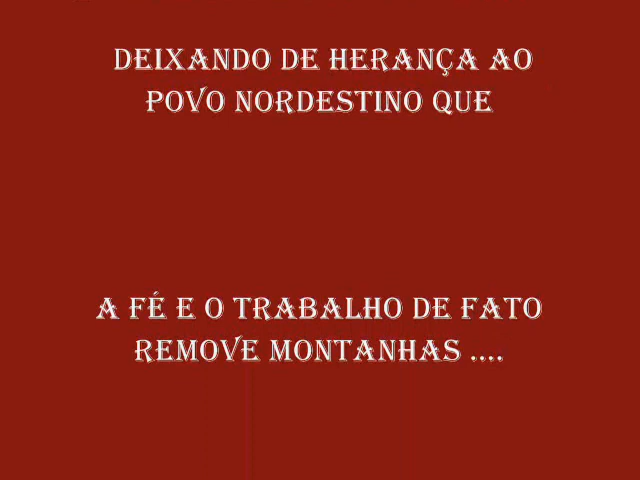 DEIXANDO DE HERANÇA AO
POVO NORDESTINO QUE
A FÉ E O TRABALHO DE FATO
REMOVE MONTANHAS ....